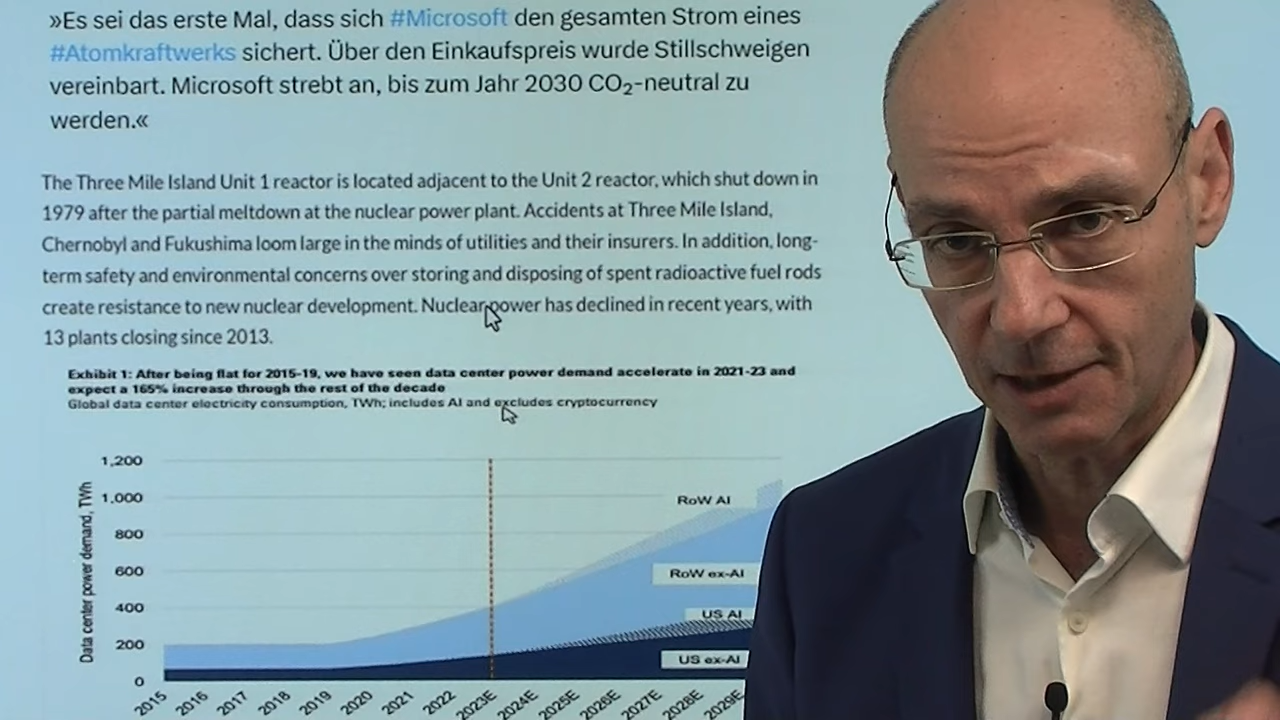 »Es sei das erste Mal, dass sich #Microsoft den gesamten Strom eines
#Atomkraftwerks sichert. Über den Einkaufspreis wurde Stillschweigen
vereinbart. Microsoft strebt an, bis zum Jahr 2030 CO₂-neutral zu
werden.«
The Three Mile Island Unit 1 reactor is located adjacent to the Unit 2 reactor, which shut down in
1979 after the partial meltdown at the nuclear power plant. Accidents at Three Mile Island,
Chernobyl and Fukushima loom large in the minds of utilities and their insurers. In addition, long-
term safety and environmental concerns over storing and disposing of spent radioactive fuel rods
create resistance to new nuclear development. Nuclear power has declined in recent years, with
13 plants closing since 2013.
Exhibit 1: After being flat for 2015-19, we have seen data center power demand accelerate in 2021-23 and
expect a 165% increase through the rest of the decade
Global data center electricity consumption, TWh; includes AI and excludes cryptocurrency
Data center power demand, TWh
1,200
1,000
800
600
400
200
0
RoW AI
RoW ex-AI
US AI
US ex-AI
2015 2016 2017 2018 2019 2020 2021 2022 2023E 2024E 2025E 2026E 2027E 2028E 2029E